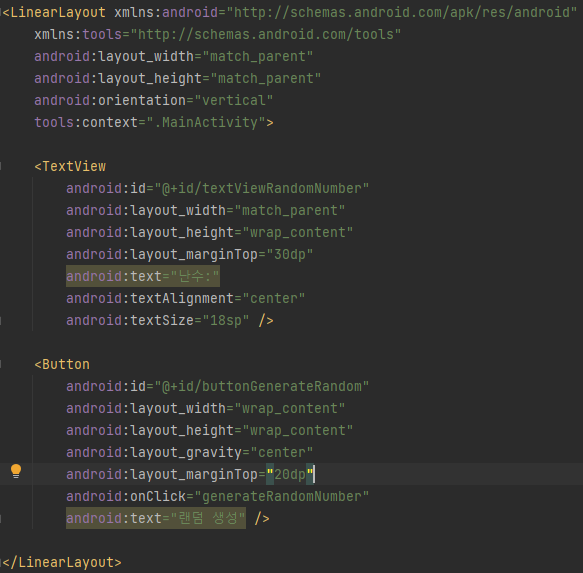 <LinearLayout xmlns:android="http://schemas.android.com/apk/res/android"
    xmlns:tools="http://schemas.android.com/tools"
    android:layout_width="match_parent"
    android:layout_height="match_parent"
    android:orientation="vertical"
    tools:context=".MainActivity">

    <TextView
        android:id="@+id/textViewRandomNumber"
        android:layout_width="match_parent"
        android:layout_height="wrap_content"
        android:layout_marginTop="30dp"
        android:text="난수:"
        android:textAlignment="center"
        android:textSize="18sp" />

    <Button
        android:id="@+id/buttonGenerateRandom"
        android:layout_width="wrap_content"
        android:layout_height="wrap_content"
        android:layout_gravity="center"
        android:layout_marginTop="20dp"
        android:onClick="generateRandomNumber"
        android:text="랜덤 생성" />

</LinearLayout>